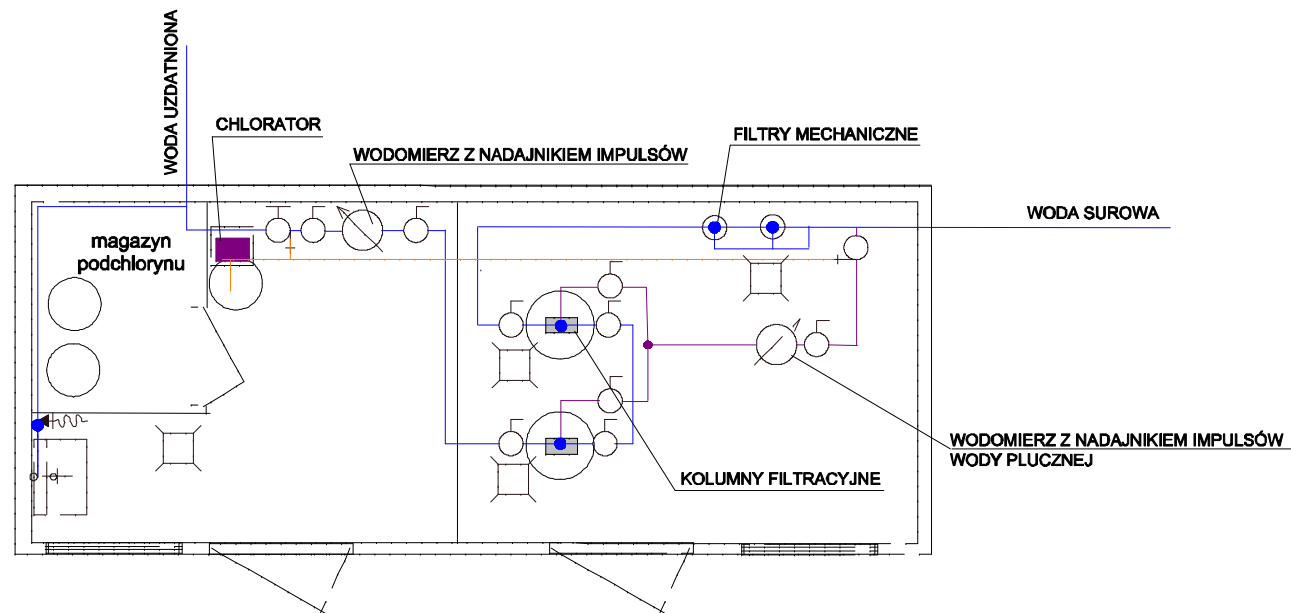 WODA UZDATNIONA
CHLORATOR
WODOMIERZ Z NADAJNIKIEM IMPULSÓW
FILTRY MECHANICZNE
WODA SUROWA
magazyn
podchlorynu
WODOMIERZ Z NADAJNIKIEM IMPULSÓW
WODY PLUCZNEJ
KOLUMNY FILTRACYJNE